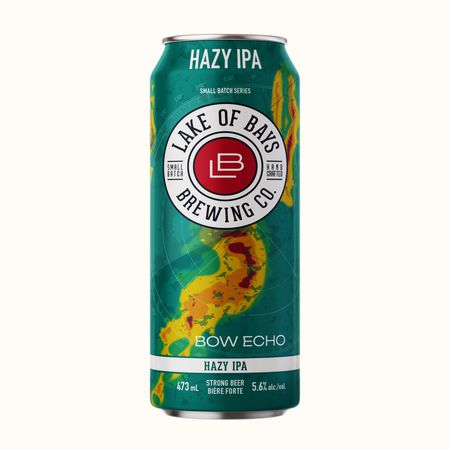 HAZY IPA
SMALL BATCH SERIES
LAKE OF BAYS
SMALL BATCH
LB
HAND CRAFTED
BREWING CO.
BOW ECHO
HAZY IPA
473 mL
STRONG BEER
BIÈRE FORTE
5.6% alc./vol.